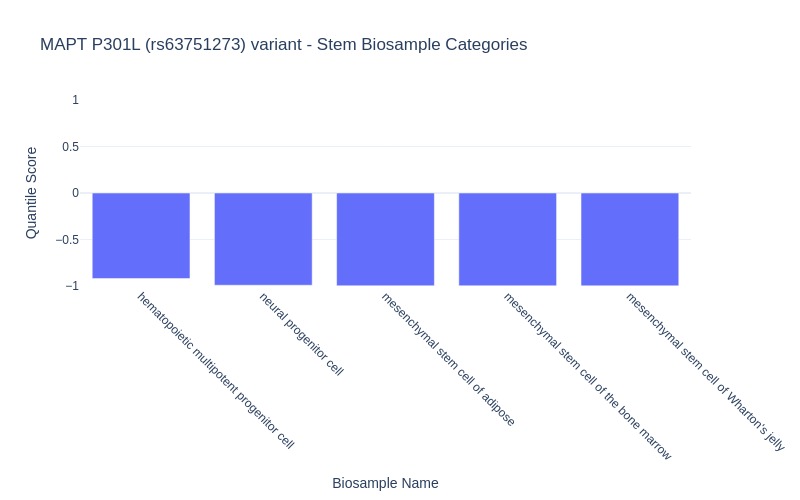 MAPT P301L (rs63751273) variant - Stem Biosample Categories
1
0.5
0
−0.5
−1
Quantile Score
hematopoietic multipotent progenitor cell
neural progenitor cell
mesenchymal stem cell of adipose
mesenchymal stem cell of the bone marrow
mesenchymal stem cell of Wharton's jelly
Biosample Name